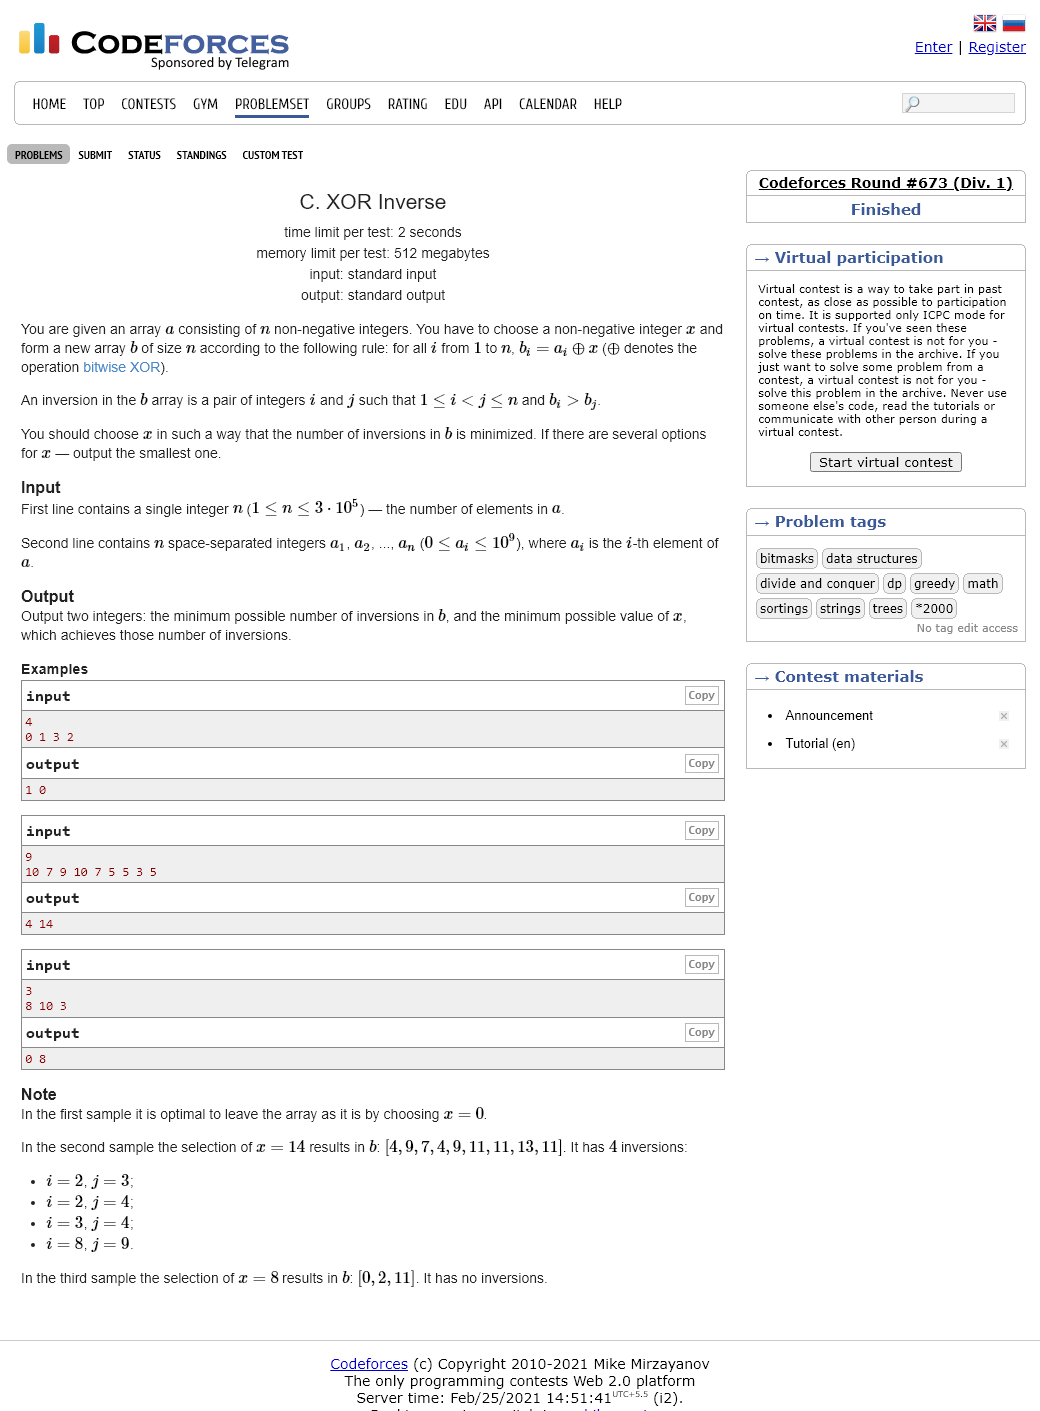 CODEFORCES
Sponsored by Telegram
Enter | Register
HOME TOP CONTESTS GYM PROBLEMSET GROUPS RATING EDU API CALENDAR HELP
PROBLEMS SUBMIT STATUS STANDINGS CUSTOM TEST
C. XOR Inverse
time limit per test: 2 seconds
memory limit per test: 512 megabytes
input: standard input
output: standard output
You are given an array a consisting of n non-negative integers. You have to choose a non-negative integer x and
form a new array b of size n according to the following rule: for all i from 1 to n, b_i = a_i ⊕ x (⊕ denotes the
operation bitwise XOR).
An inversion in the b array is a pair of integers i and j such that 1 ≤ i < j ≤ n and b_i > b_j.
You should choose x in such a way that the number of inversions in b is minimized. If there are several options
for x — output the smallest one.
Input
First line contains a single integer n (1 ≤ n ≤ 3 · 10^5) — the number of elements in a.
Second line contains n space-separated integers a_1, a_2, ..., a_n (0 ≤ a_i ≤ 10^9), where a_i is the i-th element of
a.
Output
Output two integers: the minimum possible number of inversions in b, and the minimum possible value of x,
which achieves those number of inversions.
Examples
input Copy
4
0 1 3 2
output Copy
1 0
input Copy
9
10 7 9 10 7 5 5 3 5
output Copy
4 14
input Copy
3
8 10 3
output Copy
0 8
Note
In the first sample it is optimal to leave the array as it is by choosing x = 0.
In the second sample the selection of x = 14 results in b: [4, 9, 7, 4, 9, 11, 11, 13, 11]. It has 4 inversions:
• i = 2, j = 3;
• i = 2, j = 4;
• i = 3, j = 4;
• i = 8, j = 9.
In the third sample the selection of x = 8 results in b: [0, 2, 11]. It has no inversions.
Codeforces Round #673 (Div. 1)
Finished
→ Virtual participation
Virtual contest is a way to take part in past
contest, as close as possible to participation
on time. It is supported only ICPC mode for
virtual contests. If you've seen these
problems, a virtual contest is not for you -
solve these problems in the archive. If you
just want to solve some problem from a
contest, a virtual contest is not for you -
solve this problem in the archive. Never use
someone else's code, read the tutorials or
communicate with other person during a
virtual contest.
Start virtual contest
→ Problem tags
bitmasks data structures
divide and conquer dp greedy math
sortings strings trees *2000
No tag edit access
→ Contest materials
• Announcement
• Tutorial (en)
Codeforces (c) Copyright 2010-2021 Mike Mirzayanov
The only programming contests Web 2.0 platform
Server time: Feb/25/2021 14:51:41 UTC+5.5 (i2).